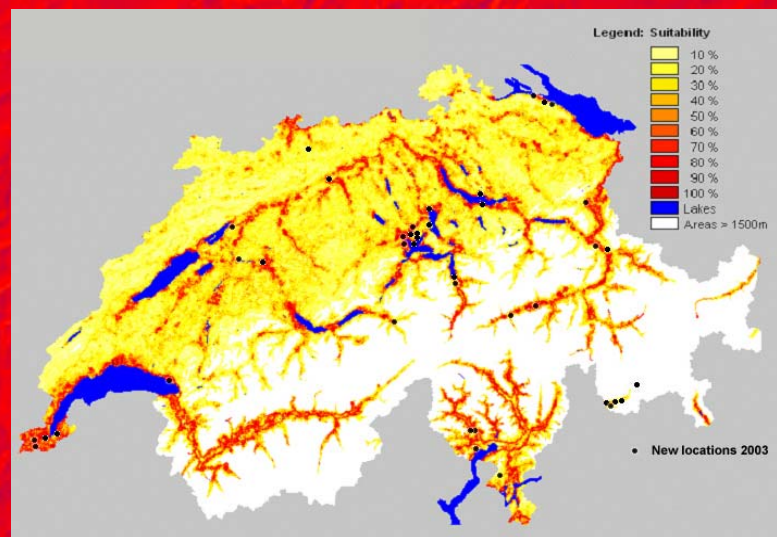 Legend: Suitability
10 %
20 %
30 %
40 %
50 %
60 %
70 %
80 %
90 %
100 %
Lakes
Areas > 1500m
New locations 2003